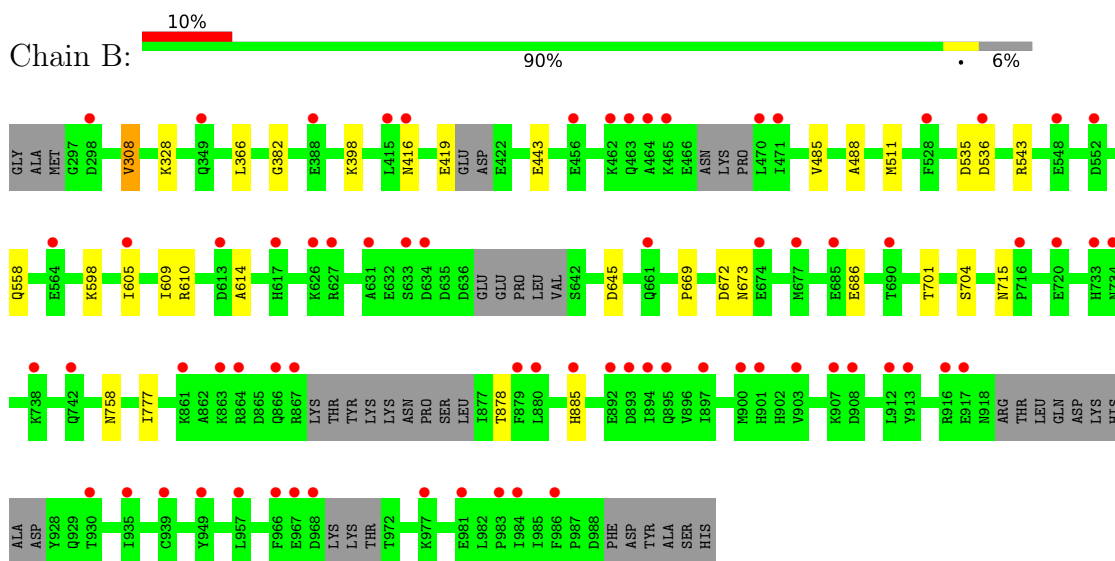 10%
Chain B:
90%
•
6%
GLY ALA MET G297 D298 V308 K328 Q349 L366 G382 E388 K398 L415 N416 E419 GLU ASP E422 E443 E456 K462 Q463 A464 K465 E466 ASN LYS PRO L470 I471 V485 A488 M511 F528 D535 D536 R543 E548 D552
Q558 E564 K598 I605 I609 R610 D613 A614 H617 K626 R627 A631 E632 S633 D634 D635 D636 GLU GLU PRO LEU VAL S642 D645 Q661 P669 D672 N673 E674 M677 E685 E686 T690 T701 S704 N715 P716 E720 H733 N734
K738 Q742 N758 I777 K861 A862 K863 R864 D865 Q866 R867 LYS THR TYR LYS LYS ASN PRO SER LEU I877 T878 F879 L880 H885 E892 D893 I894 Q895 V896 I897 M900 H901 H902 V903 K907 D908 L912 Y913 R916 E917 N918 ARG THR LEU GLN ASP LYS HIS
ALA ASP Y928 Q929 T930 I935 C939 Y949 L957 F966 E967 D968 LYS LYS THR T972 K977 E981 L982 P983 I984 I985 F986 P987 D988 PHE ASP TYR ALA SER HIS